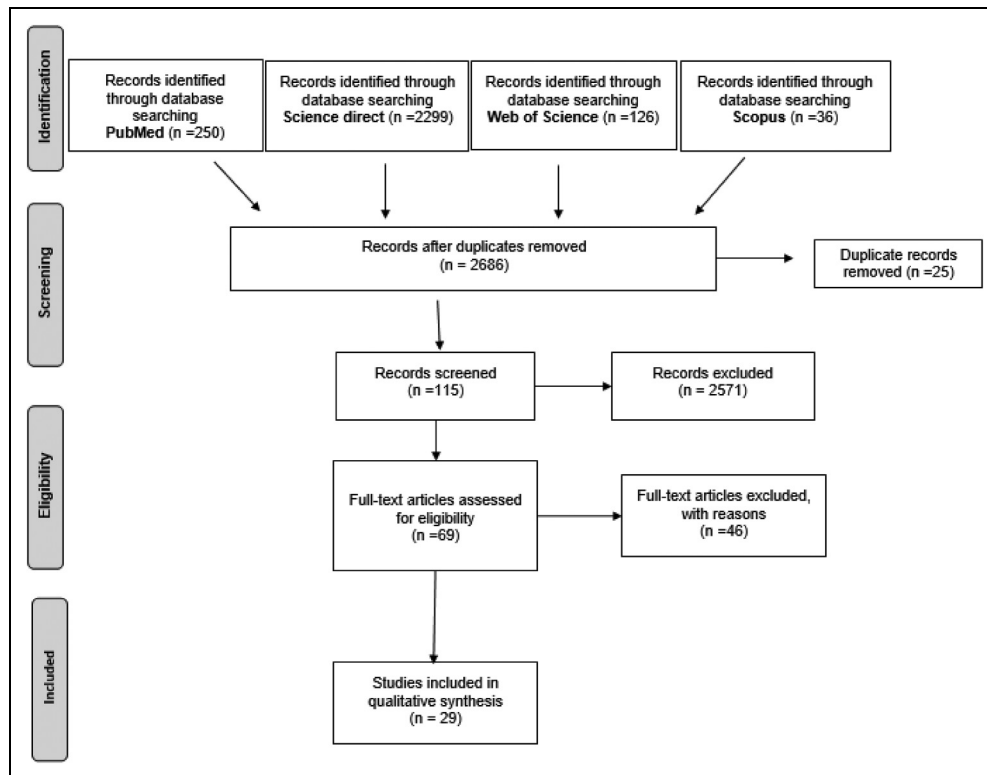 Identification
Records identified
through database
searching
PubMed (n =250)
Records identified through
database searching
Science direct (n =2299)
Records identified
through database searching
Web of Science (n =126)
Records identified through
database searching
Scopus (n =36)
Screening
Records after duplicates removed
(n = 2686)
Duplicate records
removed (n =25)
Records screened
(n =115)
Records excluded
(n = 2571)
Eligibility
Full-text articles assessed
for eligibility
(n =69)
Full-text articles excluded,
with reasons
(n =46)
Included
Studies included in
qualitative synthesis
(n = 29)